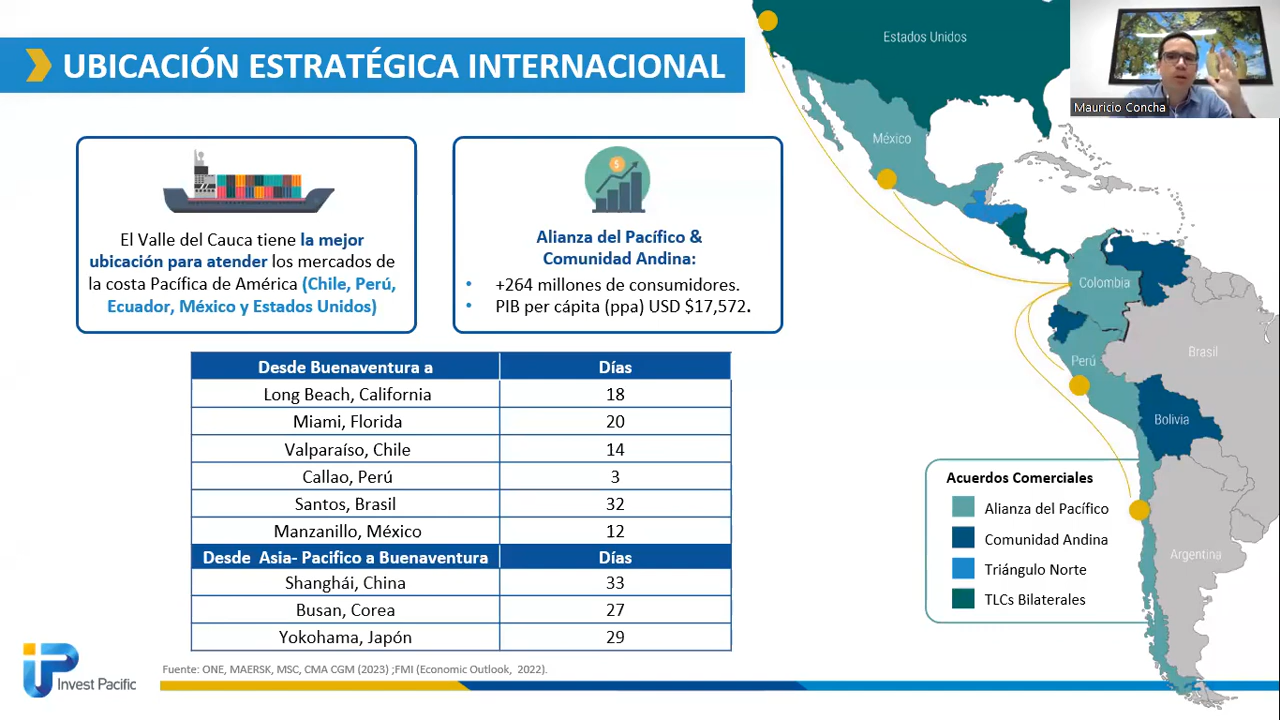 UBICACIÓN ESTRATÉGICA INTERNACIONAL
El Valle del Cauca tiene la mejor
ubicación para atender los mercados de
la costa Pacífica de América (Chile, Perú,
Ecuador, México y Estados Unidos)
$
Alianza del Pacífico &
Comunidad Andina:
• +264 millones de consumidores.
• PIB per cápita (ppa) USD $17,572.
Desde Buenaventura a Días
Long Beach, California 18
Miami, Florida 20
Valparaíso, Chile 14
Callao, Perú 3
Santos, Brasil 32
Manzanillo, México 12
Desde Asia- Pacifico a Buenaventura Días
Shanghái, China 33
Busan, Corea 27
Yokohama, Japón 29
Fuente: ONE, MAERSK, MSC, CMA CGM (2023) ;FMI (Economic Outlook, 2022).
Invest Pacific
Estados Unidos
México
Colombia
Perú
Brasil
Bolivia
Argentina
Acuerdos Comerciales
Alianza del Pacífico
Comunidad Andina
Triángulo Norte
TLCs Bilaterales
Mauricio Concha